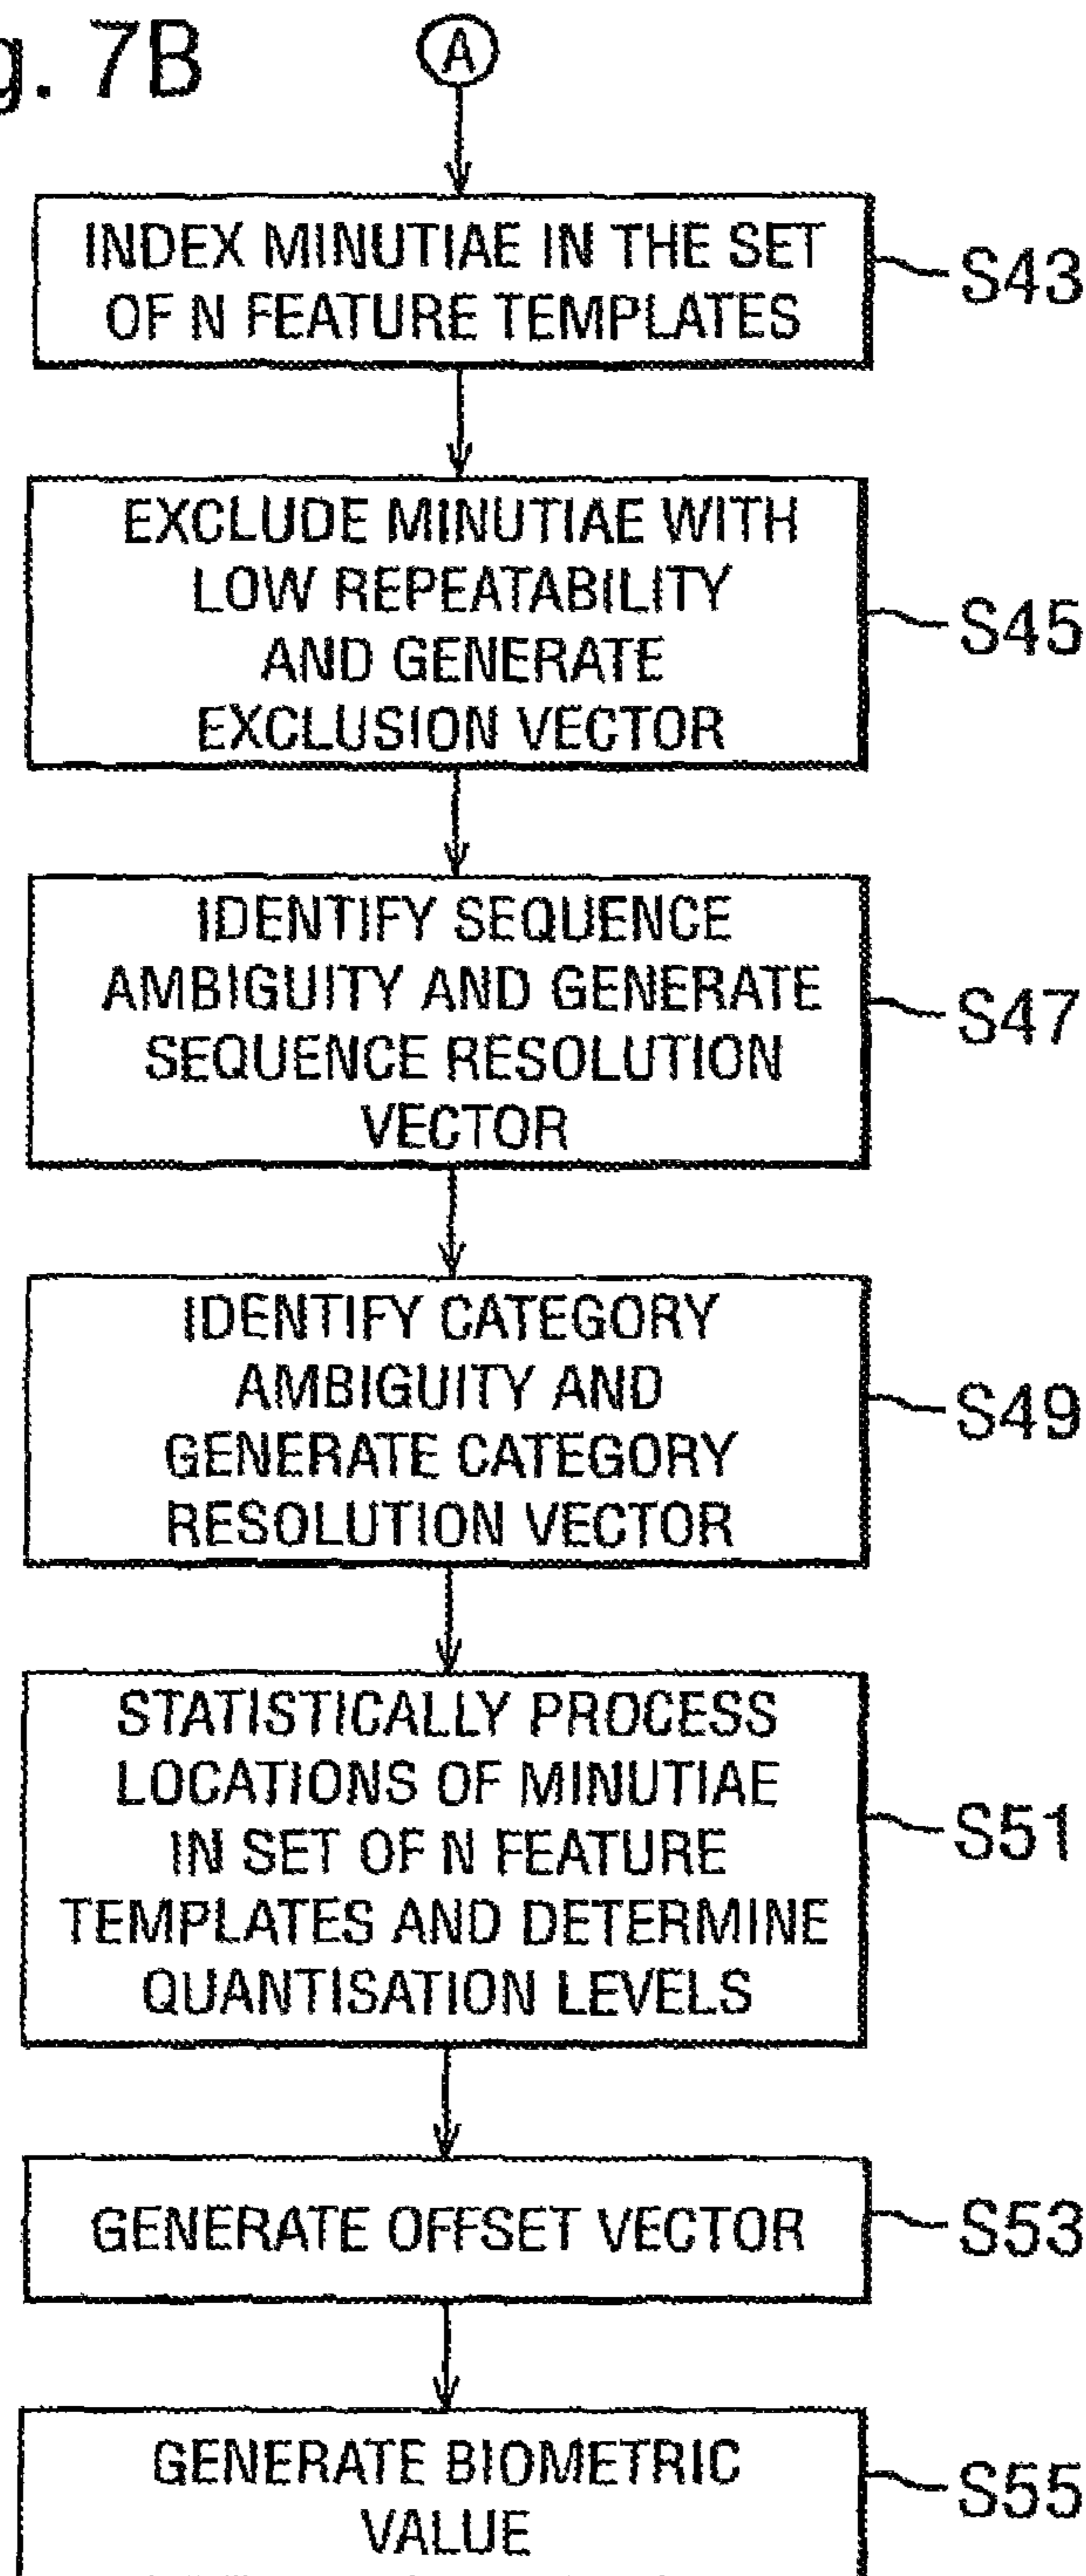 g. 7B
A
INDEX MINUTIAE IN THE SET
OF N FEATURE TEMPLATES
S43
EXCLUDE MINUTIAE WITH
LOW REPEATABILITY
AND GENERATE
EXCLUSION VECTOR
S45
IDENTIFY SEQUENCE
AMBIGUITY AND GENERATE
SEQUENCE RESOLUTION
VECTOR
S47
IDENTIFY CATEGORY
AMBIGUITY AND
GENERATE CATEGORY
RESOLUTION VECTOR
S49
STATISTICALLY PROCESS
LOCATIONS OF MINUTIAE
IN SET OF N FEATURE
TEMPLATES AND DETERMINE
QUANTISATION LEVELS
S51
GENERATE OFFSET VECTOR
S53
GENERATE BIOMETRIC
VALUE
S55